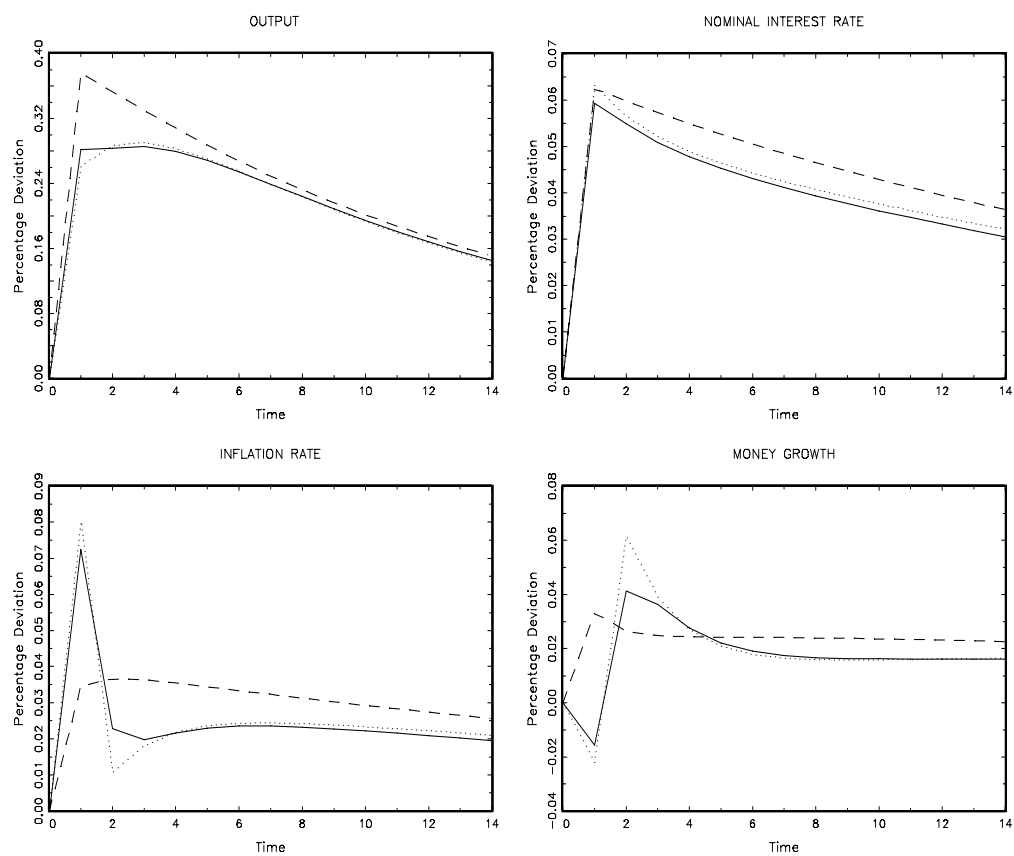 OUTPUT
Percentage Deviation
0.00 0.08 0.16 0.24 0.32 0.40
0 2 4 6 8 10 12 14
Time
NOMINAL INTEREST RATE
Percentage Deviation
0.00 0.01 0.02 0.03 0.04 0.05 0.06 0.07
0 2 4 6 8 10 12 14
Time
INFLATION RATE
Percentage Deviation
0.00 0.01 0.02 0.03 0.04 0.05 0.06 0.07 0.08 0.09
0 2 4 6 8 10 12 14
Time
MONEY GROWTH
Percentage Deviation
-0.04 -0.02 0.00 0.02 0.04 0.06 0.08
0 2 4 6 8 10 12 14
Time